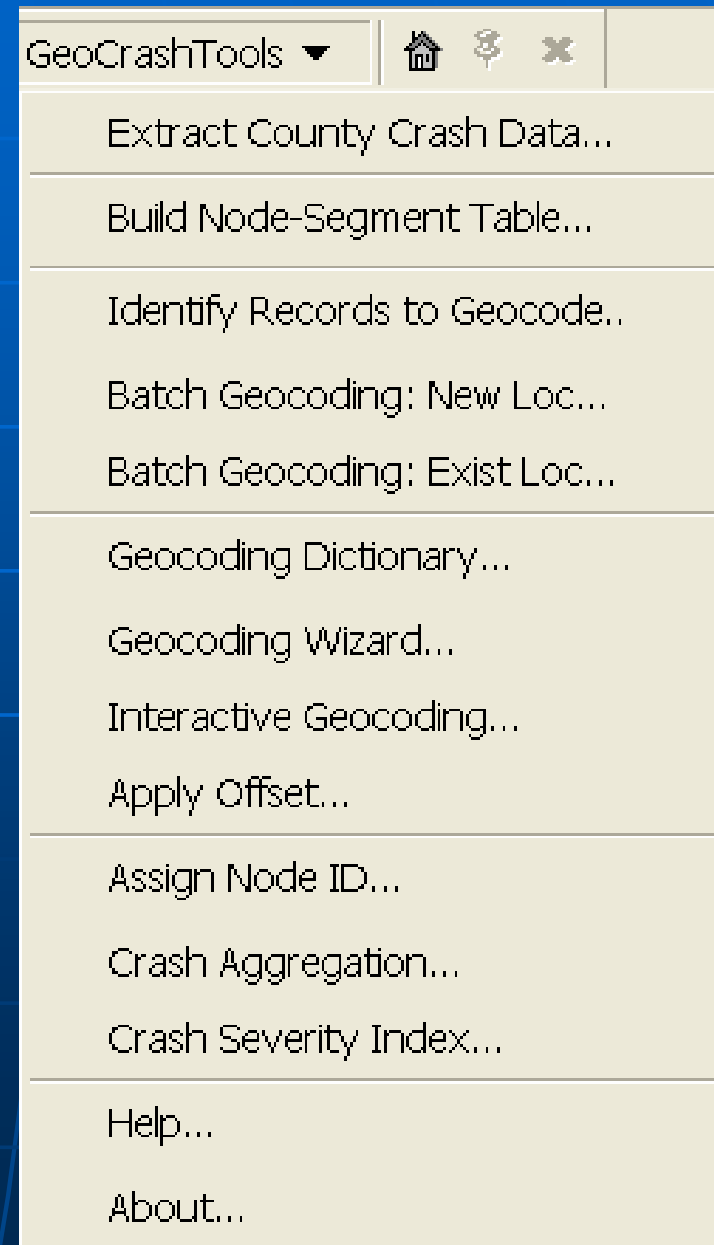 GeoCrashTools
Extract County Crash Data...
Build Node-Segment Table...
Identify Records to Geocode..
Batch Geocoding: New Loc...
Batch Geocoding: Exist Loc...
Geocoding Dictionary...
Geocoding Wizard...
Interactive Geocoding...
Apply Offset...
Assign Node ID...
Crash Aggregation...
Crash Severity Index...
Help...
About...